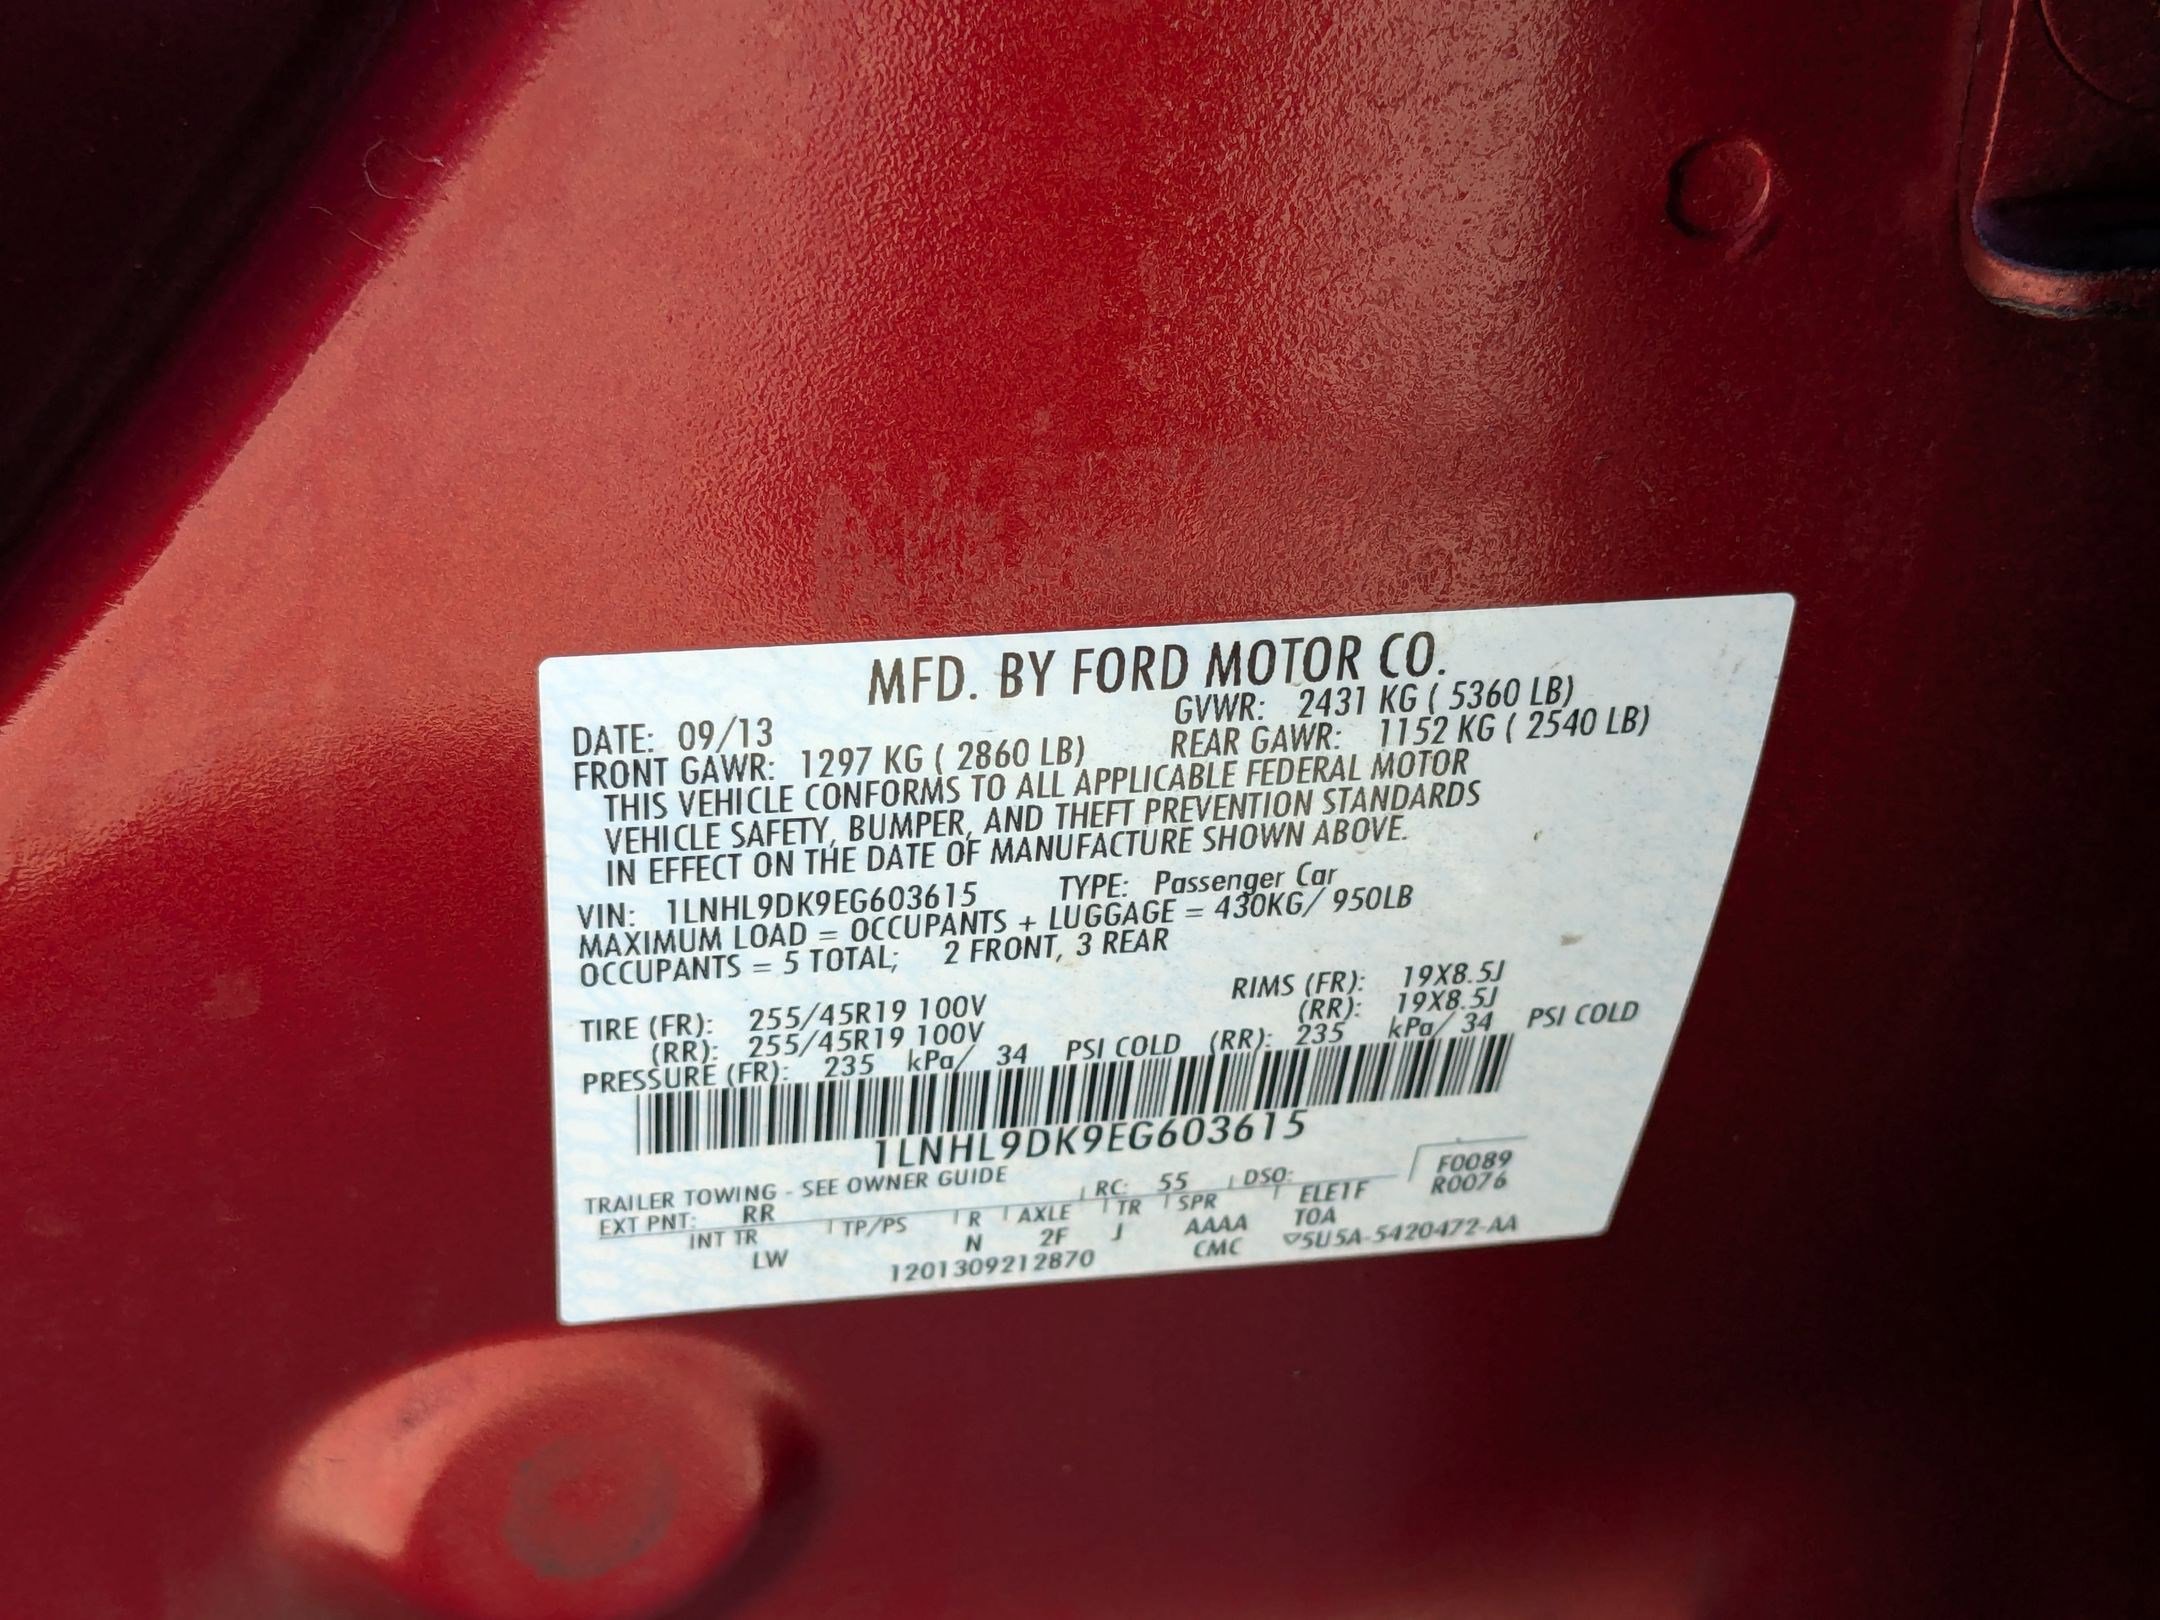 MFD. BY FORD MOTOR CO.
DATE: 09/13 GVWR: 2431 KG ( 5360 LB)
FRONT GAWR: 1297 KG ( 2860 LB) REAR GAWR: 1152 KG ( 2540 LB)
THIS VEHICLE CONFORMS TO ALL APPLICABLE FEDERAL MOTOR
VEHICLE SAFETY, BUMPER, AND THEFT PREVENTION STANDARDS
IN EFFECT ON THE DATE OF MANUFACTURE SHOWN ABOVE.
VIN: 1LNHL9DK9EG603615 TYPE: Passenger Car
MAXIMUM LOAD = OCCUPANTS + LUGGAGE = 430KG/ 950LB
OCCUPANTS = 5 TOTAL; 2 FRONT, 3 REAR
TIRE (FR): 255/45R19 100V RIMS (FR): 19X8.5J
(RR): 255/45R19 100V (RR): 19X8.5J
PRESSURE (FR): 235 kPa/ 34 PSI COLD (RR): 235 kPa/ 34 PSI COLD
1LNHL9DK9EG603615
TRAILER TOWING - SEE OWNER GUIDE F0089
EXT PNT: RR RC: 55 DSO: ELE1F R0076
INT TR TP/PS R AXLE TR SPR TOA
LW N 2F J AAAA
1201309212870 CMC ▽5U5A-5420472-AA